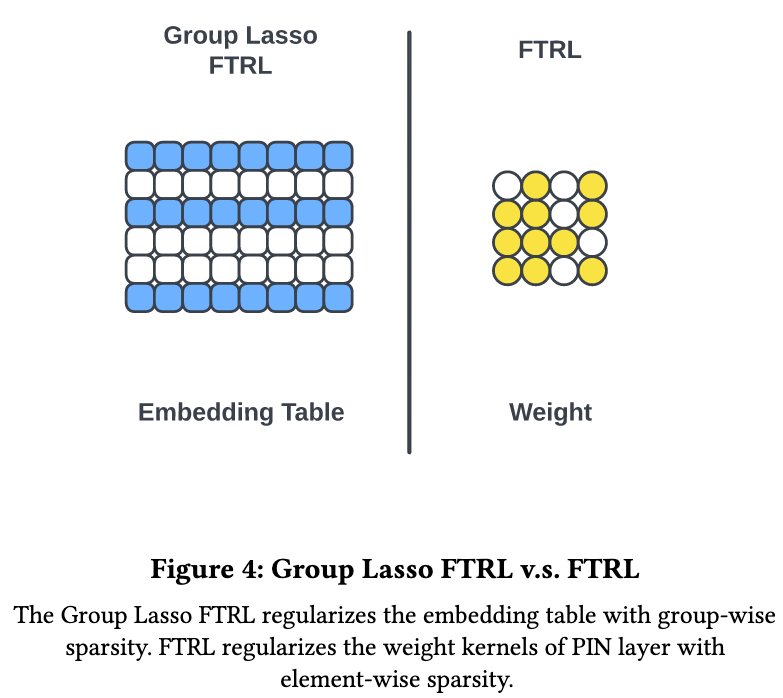 Group Lasso
FTRL
FTRL
Embedding Table
Weight
Figure 4: Group Lasso FTRL v.s. FTRL
The Group Lasso FTRL regularizes the embedding table with group-wise
sparsity. FTRL regularizes the weight kernels of PIN layer with
element-wise sparsity.